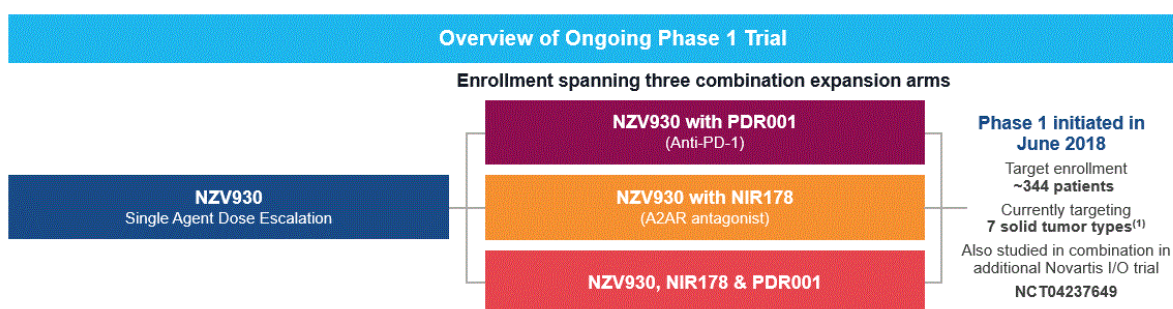 Overview of Ongoing Phase 1 Trial
Enrollment spanning three combination expansion arms
NZV930
Single Agent Dose Escalation
NZV930 with PDR001
(Anti-PD-1)
NZV930 with NIR178
(A2AR antagonist)
NZV930, NIR178 & PDR001
Phase 1 initiated in
June 2018
Target enrollment
~344 patients
Currently targeting
7 solid tumor types(1)
Also studied in combination in
additional Novartis I/O trial
NCT04237649